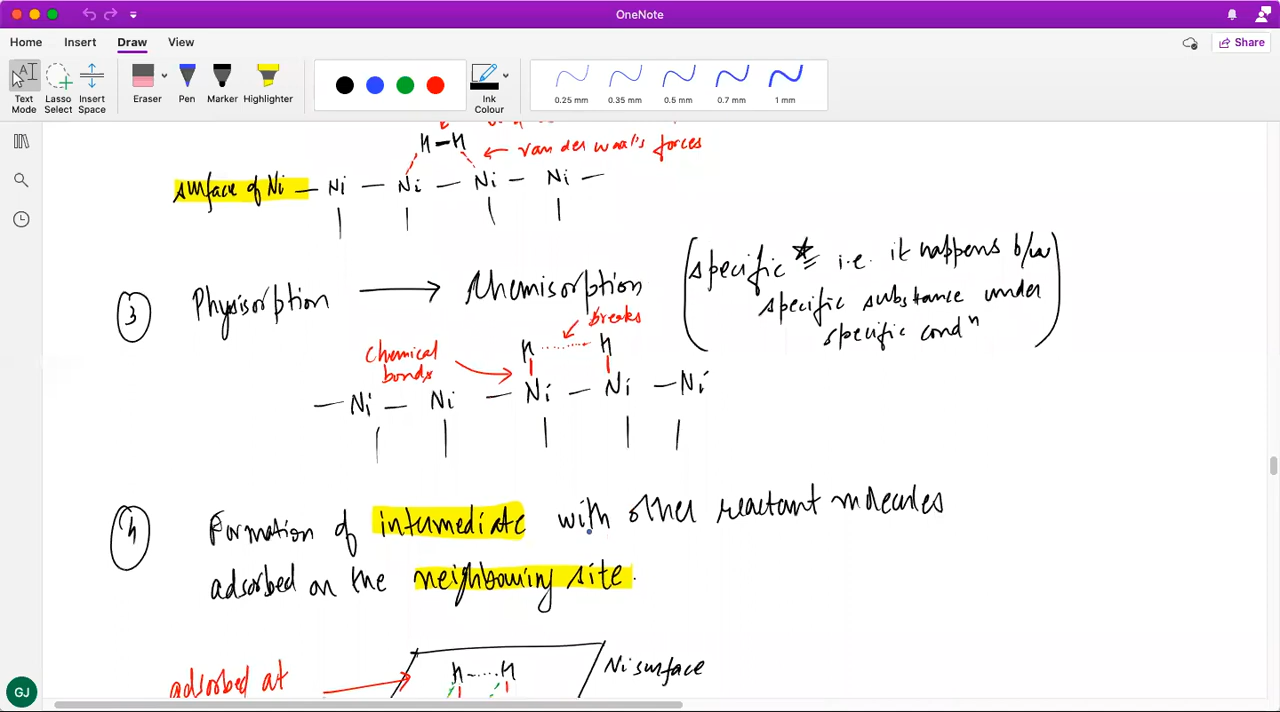 OneNote
Home Insert Draw View
Share
Text Mode
Lasso Select
Insert Space
Eraser
Pen
Marker
Highlighter
Ink Colour
0.25 mm
0.35 mm
0.5 mm
0.7 mm
1 mm
H-H
van der waal's forces
surface of Ni — Ni — Ni — Ni — Ni —
3 Physisorption → Chemisorption
(specific * i.e. it happens b/w
specific substance under
specific condn)
breaks
chemical
bonds
H ...... H
— Ni — Ni — Ni — Ni — Ni
4 Formation of intermediate with other reactant molecules
adsorbed on the neighbouring site.
H ..... H
Ni surface
adsorbed at
GJ